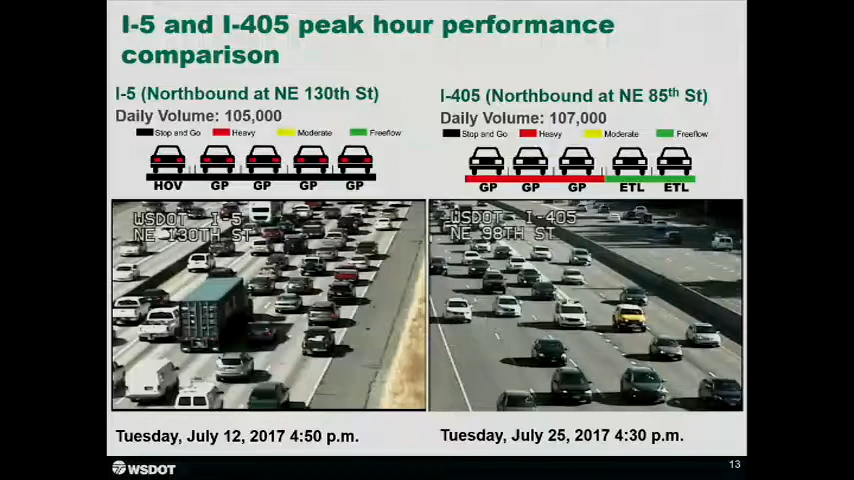 I-5 and I-405 peak hour performance
comparison
I-5 (Northbound at NE 130th St)
Daily Volume: 105,000
Stop and Go Heavy Moderate Freeflow
HOV GP GP GP GP
WSDOT I-5
NE 130TH ST
Tuesday, July 12, 2017 4:50 p.m.
I-405 (Northbound at NE 85th St)
Daily Volume: 107,000
Stop and Go Heavy Moderate Freeflow
GP GP GP ETL ETL
WSDOT I-405
NE 98TH ST
Tuesday, July 25, 2017 4:30 p.m.
WSDOT
13